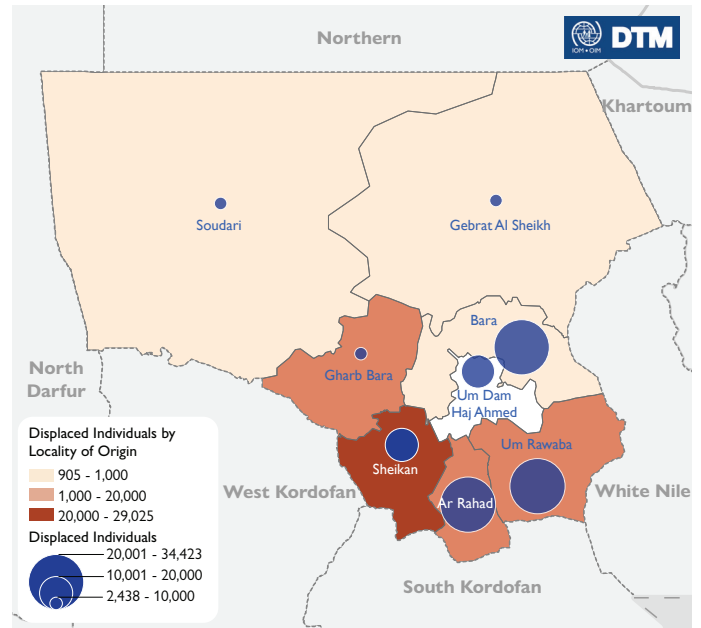 Northern
IOM • OIM
DTM
Khartoum
Soudari
Gebrat Al Sheikh
Bara
North
Darfur
Gharb Bara
Um Dam
Haj Ahmed
Um Rawaba
Sheikan
West Kordofan
Ar Rahad
White Nile
South Kordofan
Displaced Individuals by
Locality of Origin
905 - 1,000
1,000 - 20,000
20,000 - 29,025
Displaced Individuals
20,001 - 34,423
10,001 - 20,000
2,438 - 10,000